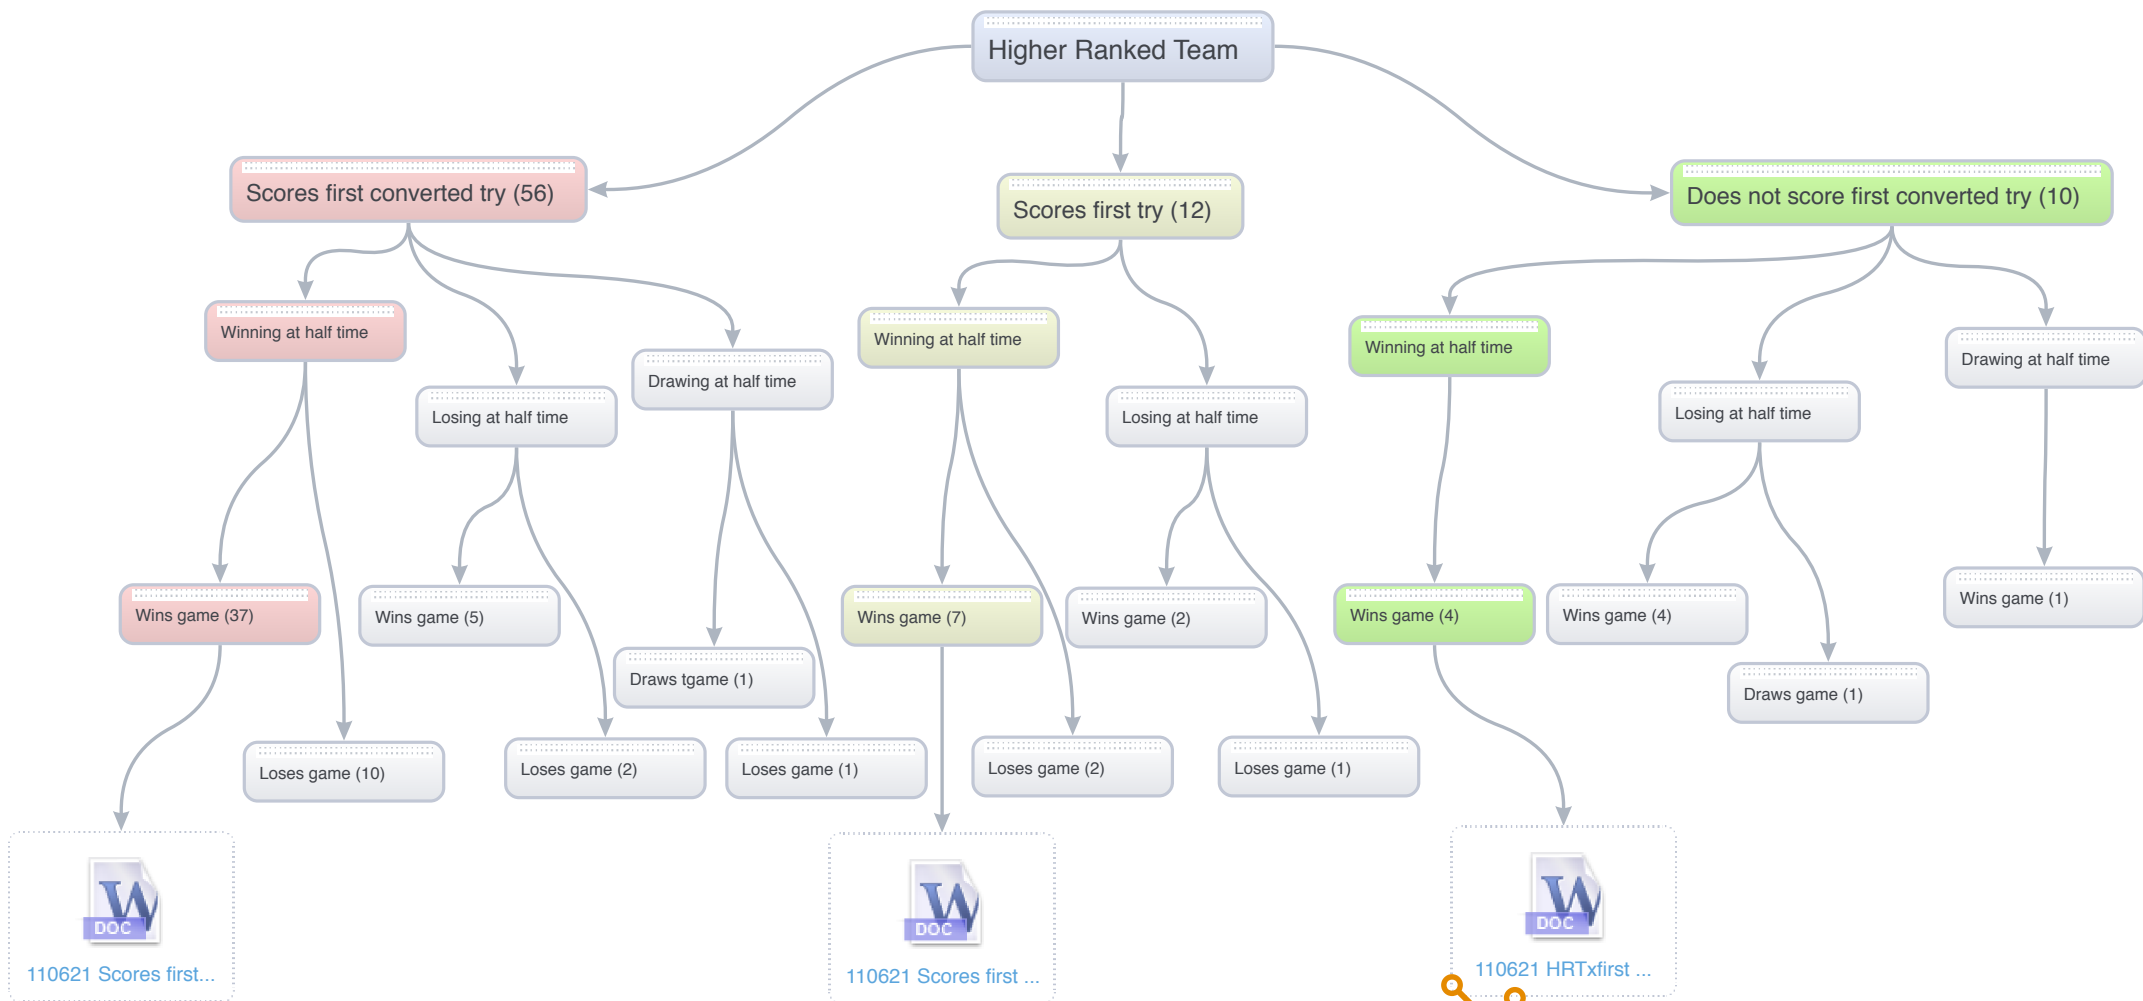 Higher Ranked Team
Scores first converted try (56)
Scores first try (12)
Does not score first converted try (10)
Winning at half time
Losing at half time
Drawing at half time
Winning at half time
Losing at half time
Winning at half time
Losing at half time
Drawing at half time
Wins game (37)
Loses game (10)
Wins game (5)
Loses game (2)
Draws tgame (1)
Loses game (1)
Wins game (7)
Loses game (2)
Wins game (2)
Loses game (1)
Wins game (4)
Wins game (4)
Draws game (1)
Wins game (1)
W
DOC
110621 Scores first...
W
DOC
110621 Scores first ...
W
DOC
110621 HRTxfirst ...